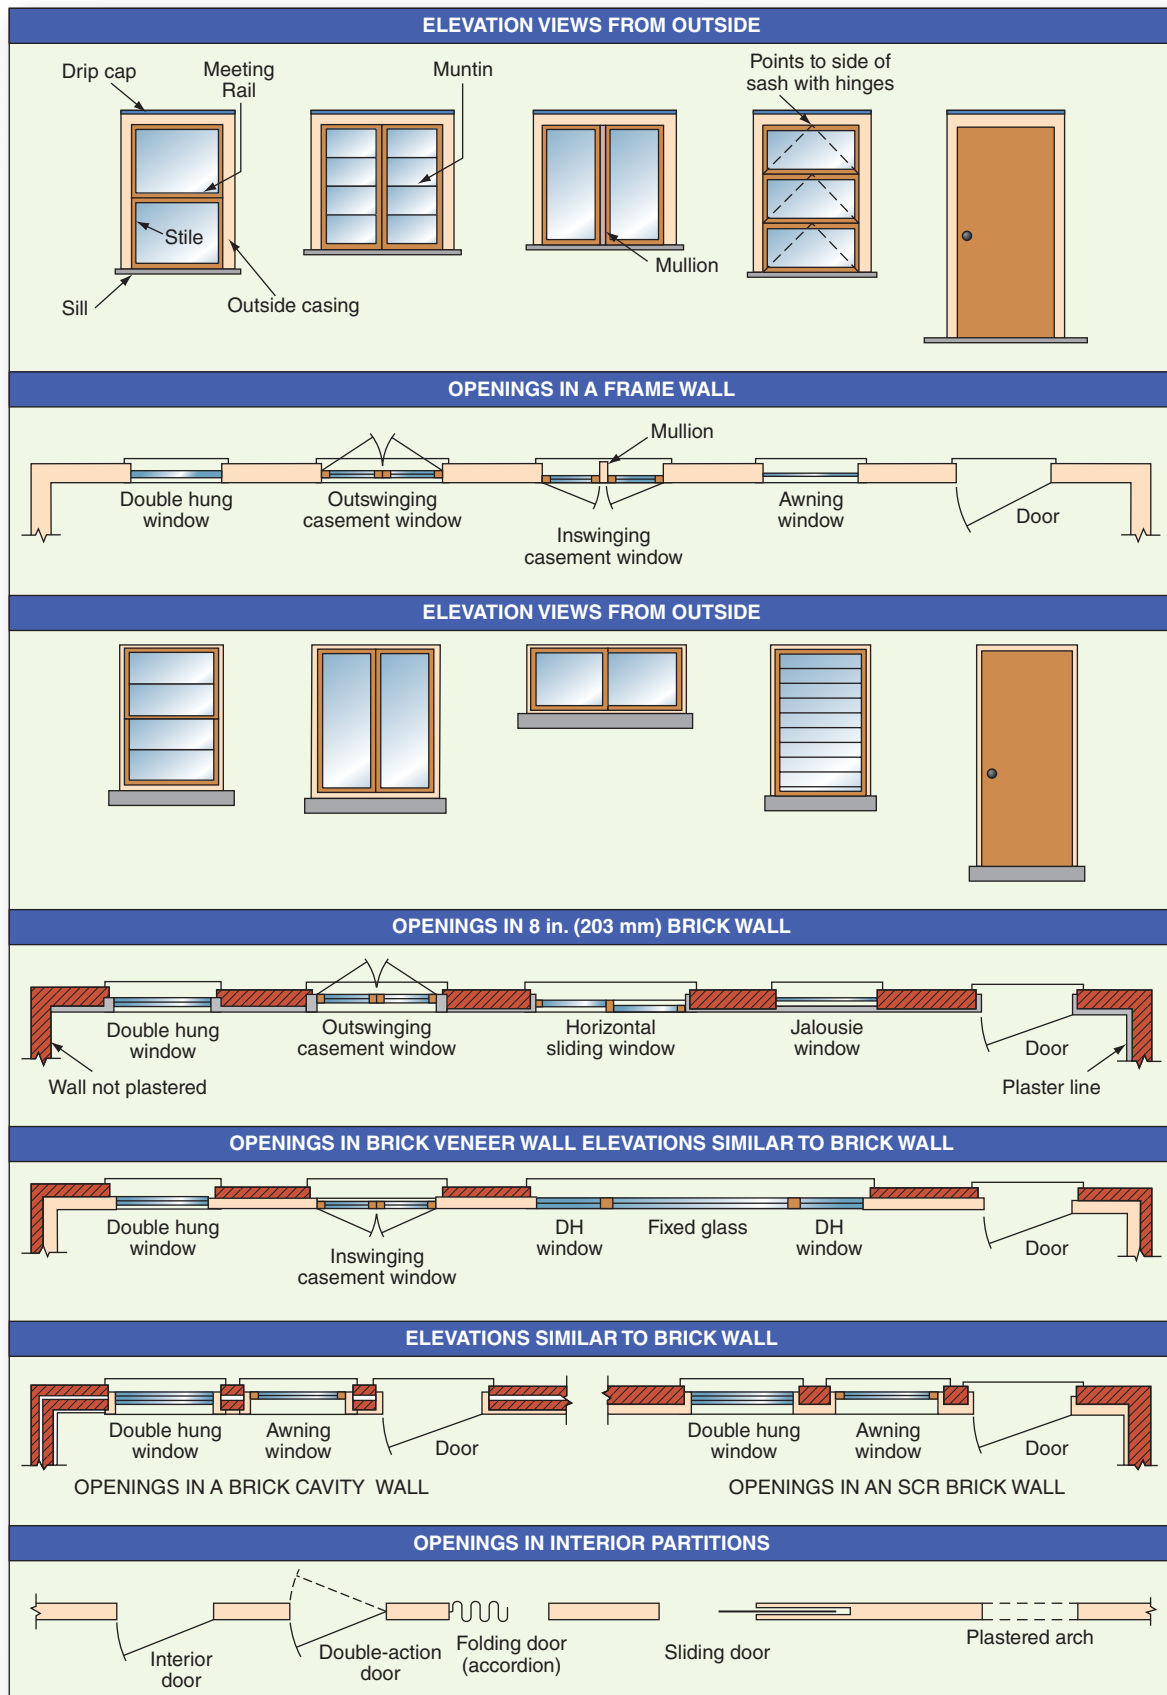 ELEVATION VIEWS FROM OUTSIDE
Drip cap
Meeting
Rail
Muntin
Points to side of
sash with hinges
Stile
Mullion
Sill
Outside casing
OPENINGS IN A FRAME WALL
Mullion
Double hung
window
Outswinging
casement window
Inswinging
casement window
Awning
window
Door
ELEVATION VIEWS FROM OUTSIDE
OPENINGS IN 8 in. (203 mm) BRICK WALL
Double hung
window
Outswinging
casement window
Horizontal
sliding window
Jalousie
window
Door
Wall not plastered
Plaster line
OPENINGS IN BRICK VENEER WALL ELEVATIONS SIMILAR TO BRICK WALL
Double hung
window
Inswinging
casement window
DH
window
Fixed glass
DH
window
Door
ELEVATIONS SIMILAR TO BRICK WALL
Double hung
window
Awning
window
Door
Double hung
window
Awning
window
Door
OPENINGS IN A BRICK CAVITY WALL
OPENINGS IN AN SCR BRICK WALL
OPENINGS IN INTERIOR PARTITIONS
Interior
door
Double-action
door
Folding door
(accordion)
Sliding door
Plastered arch